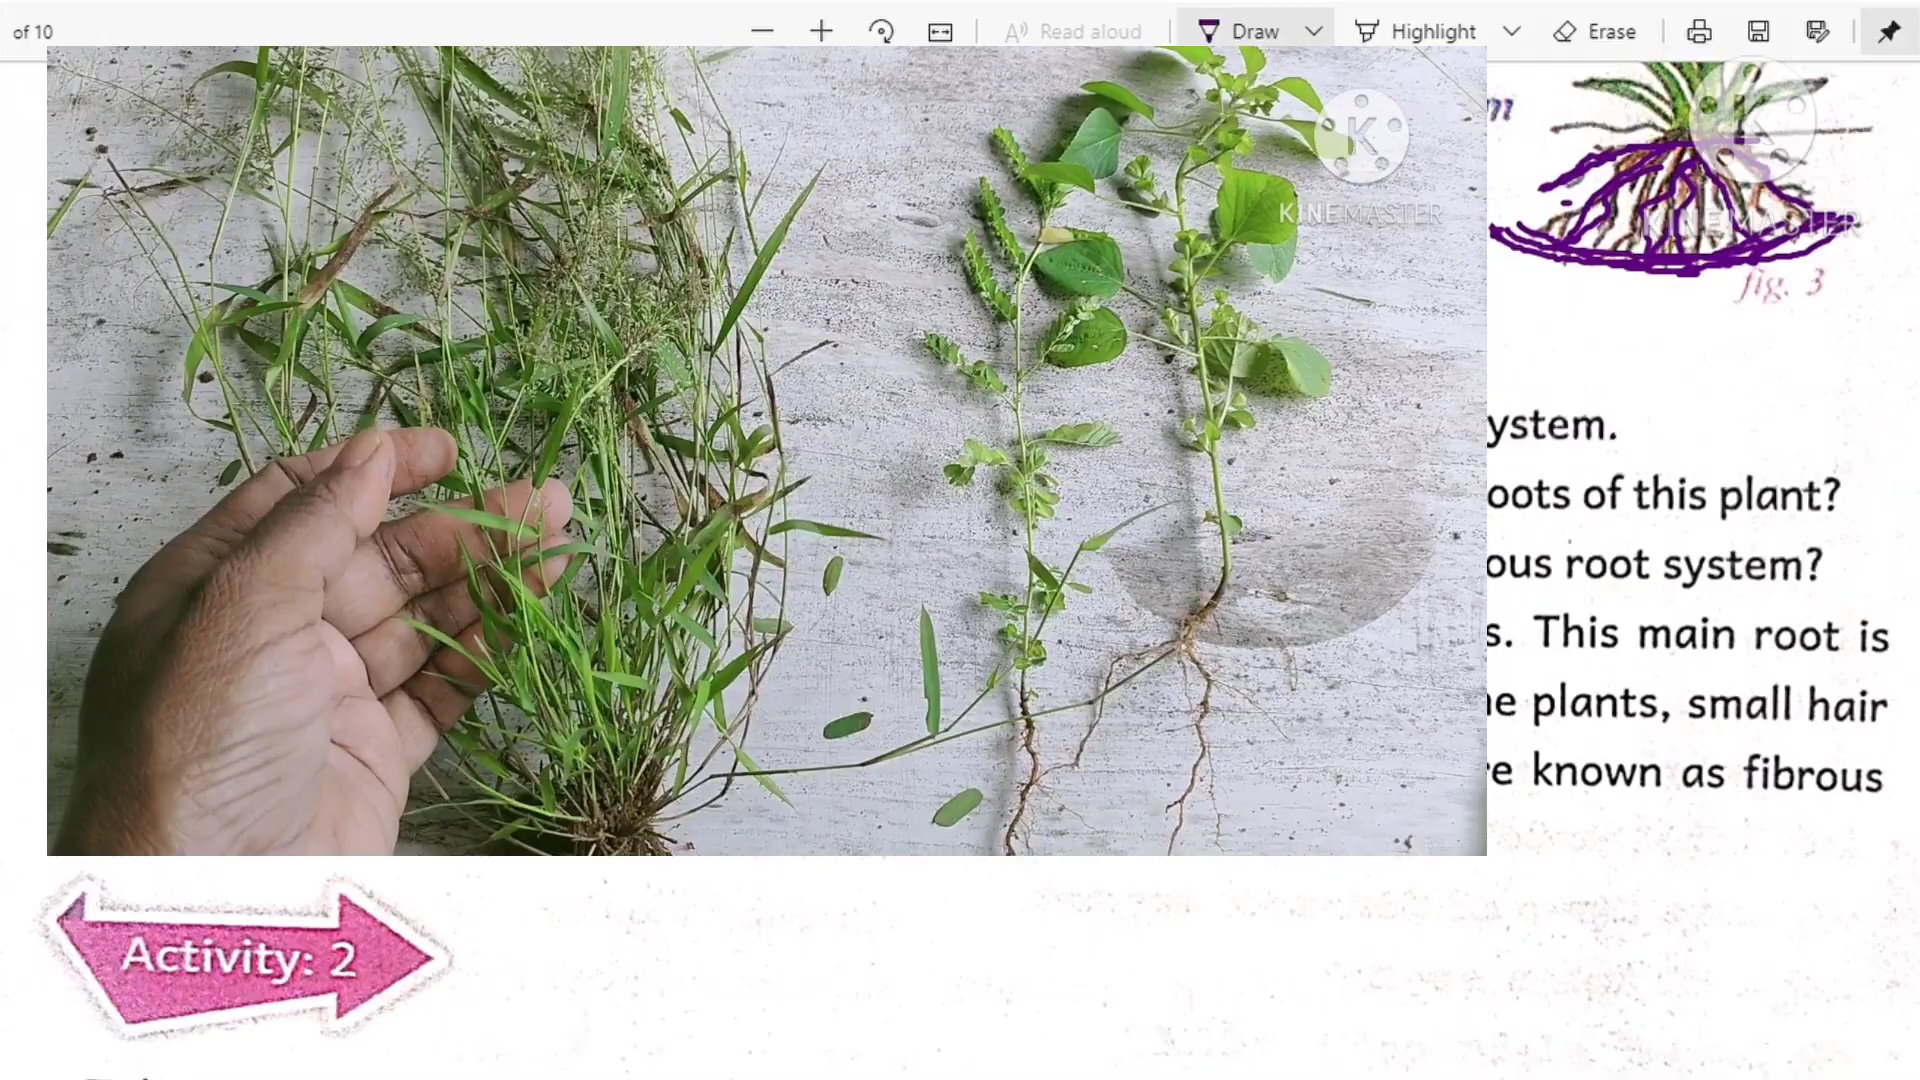 of 10
Read aloud
Draw
Highlight
Erase
K
KINEMASTER
K
KINEMASTER
fig. 3
ystem.
oots of this plant?
ous root system?
s. This main root is
e plants, small hair
e known as fibrous
Activity: 2